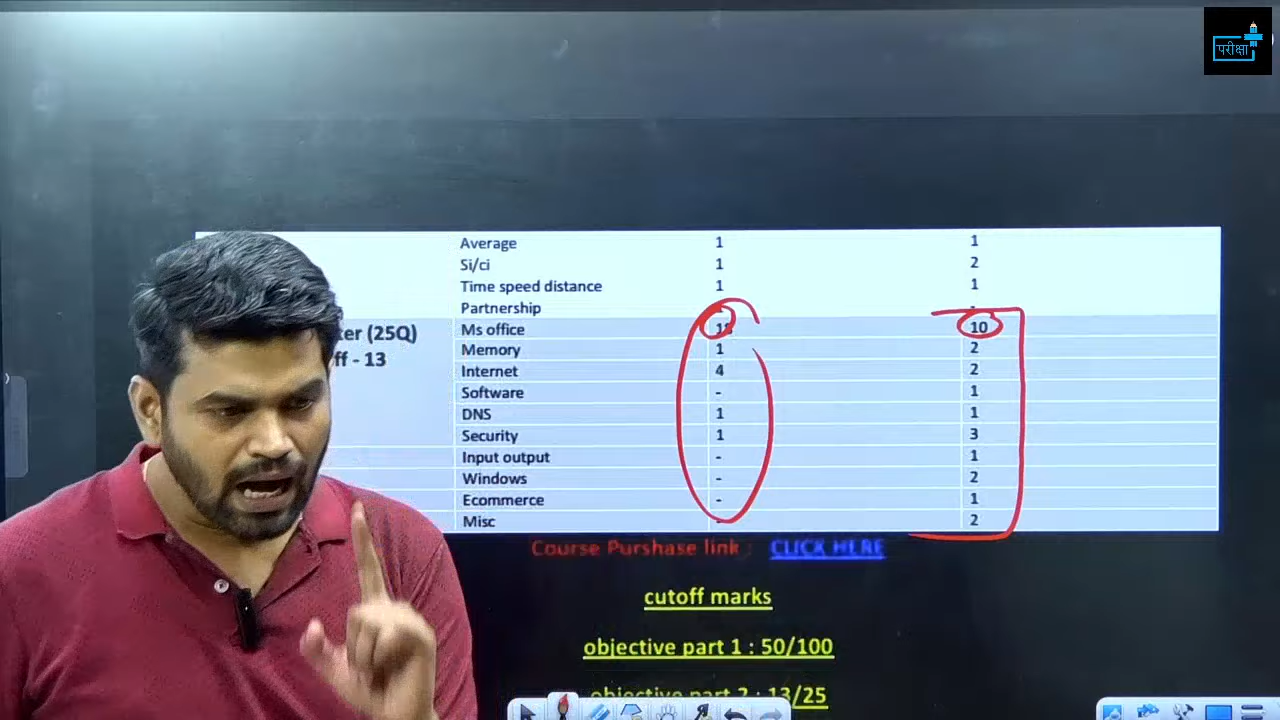 परीक्षा
Average 1 1
Si/ci 1 2
Time speed distance 1 1
Partnership -
ter (25Q) Ms office 18 10
ff - 13 Memory 1 2
Internet 4 2
Software - 1
DNS 1 1
Security 1 3
Input output - 1
Windows - 2
Ecommerce - 1
Misc - 2
Course Purshase link : CLICK HERE
cutoff marks
objective part 1 : 50/100
objective part 2 : 13/25